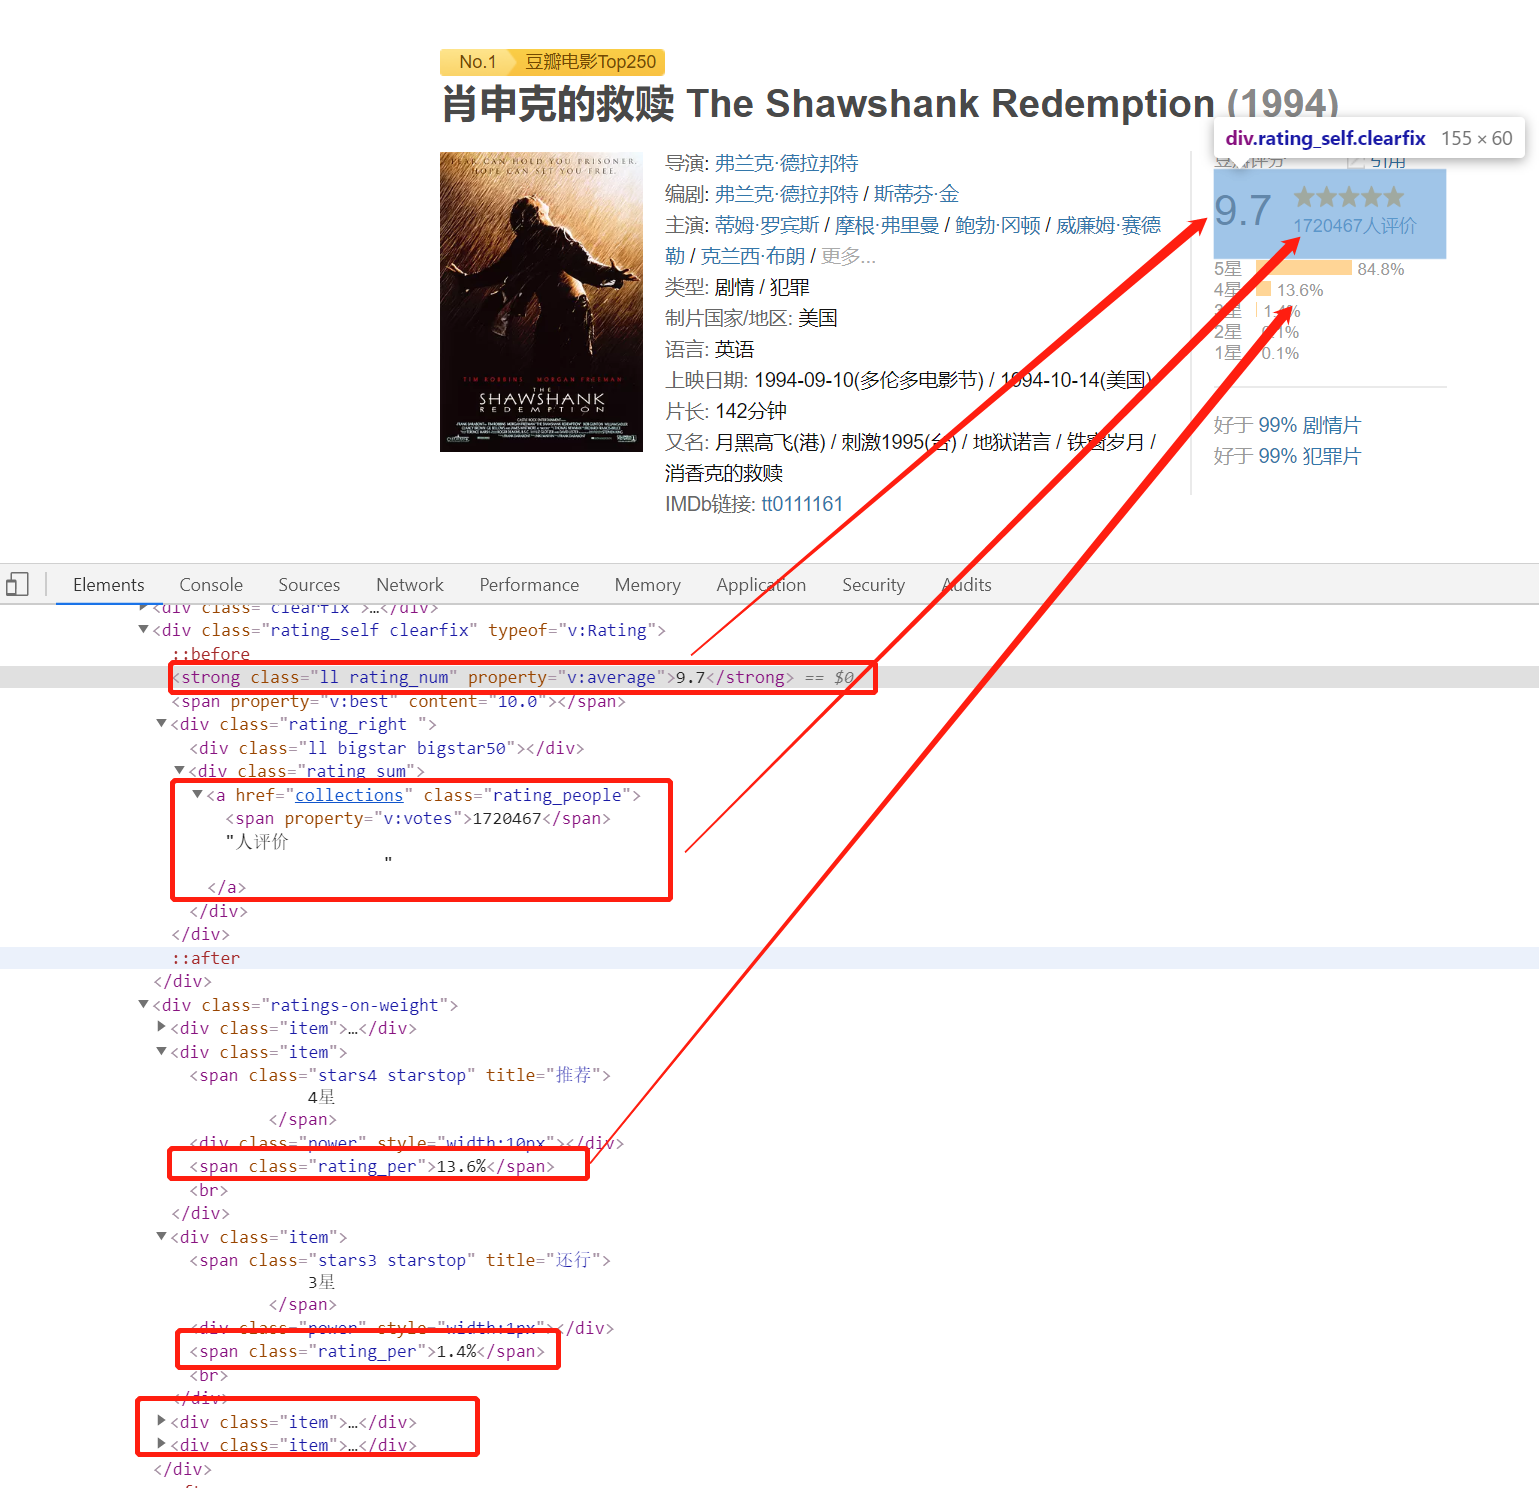 No.1 豆瓣电影Top250
肖申克的救赎 The Shawshank Redemption (1994)
div.rating_self.clearfix 155 × 60
豆瓣评分 引用
FEAR CAN HOLD YOU PRISONER.
HOPE CAN SET YOU FREE.
TIM ROBBINS MORGAN FREEMAN
THE
SHAWSHANK
REDEMPTION
导演: 弗兰克·德拉邦特
编剧: 弗兰克·德拉邦特 / 斯蒂芬·金
主演: 蒂姆·罗宾斯 / 摩根·弗里曼 / 鲍勃·冈顿 / 威廉姆·赛德
勒 / 克兰西·布朗 / 更多...
类型: 剧情 / 犯罪
制片国家/地区: 美国
语言: 英语
上映日期: 1994-09-10(多伦多电影节) / 1994-10-14(美国)
片长: 142分钟
又名: 月黑高飞(港) / 刺激1995(台) / 地狱诺言 / 铁窗岁月 /
消香克的救赎
IMDb链接: tt0111161
9.7
1720467人评价
5星 84.8%
4星 13.6%
3星 1.4%
2星 0.1%
1星 0.1%
好于 99% 剧情片
好于 99% 犯罪片
Elements Console Sources Network Performance Memory Application Security Audits
<div class="clearfix">…</div>
<div class="rating_self clearfix" typeof="v:Rating">
::before
<strong class="ll rating_num" property="v:average">9.7</strong> == $0
<span property="v:best" content="10.0"></span>
<div class="rating_right ">
<div class="ll bigstar bigstar50"></div>
<div class="rating_sum">
<a href="collections" class="rating_people">
<span property="v:votes">1720467</span>
"人评价
"
</a>
</div>
</div>
::after
</div>
<div class="ratings-on-weight">
<div class="item">…</div>
<div class="item">
<span class="stars4 starstop" title="推荐">
4星
</span>
<div class="power" style="width:10px"></div>
<span class="rating_per">13.6%</span>
<br>
</div>
<div class="item">
<span class="stars3 starstop" title="还行">
3星
</span>
<div class="power" style="width:1px"></div>
<span class="rating_per">1.4%</span>
<br>
</div>
<div class="item">…</div>
<div class="item">…</div>
</div>